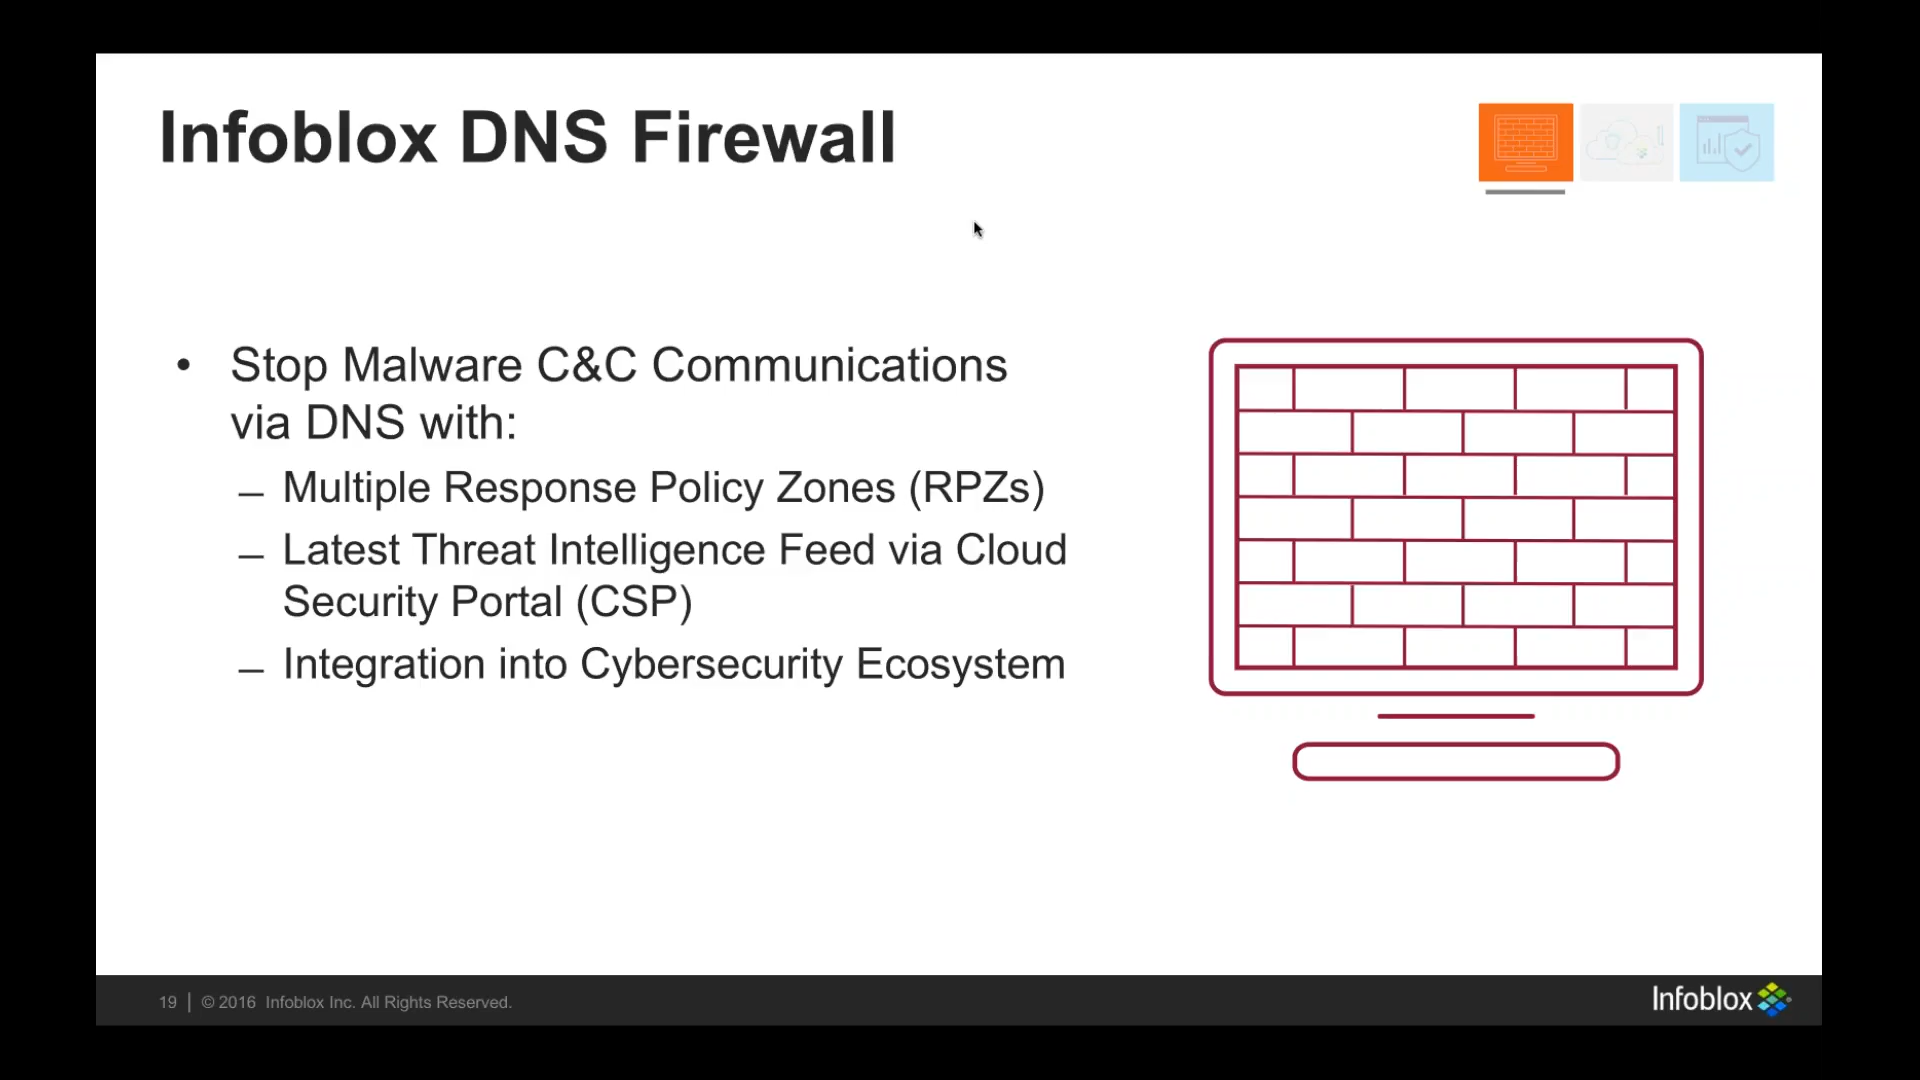 Infoblox DNS Firewall
• Stop Malware C&C Communications
via DNS with:
– Multiple Response Policy Zones (RPZs)
– Latest Threat Intelligence Feed via Cloud
Security Portal (CSP)
– Integration into Cybersecurity Ecosystem
19 | © 2016 Infoblox Inc. All Rights Reserved.
Infoblox